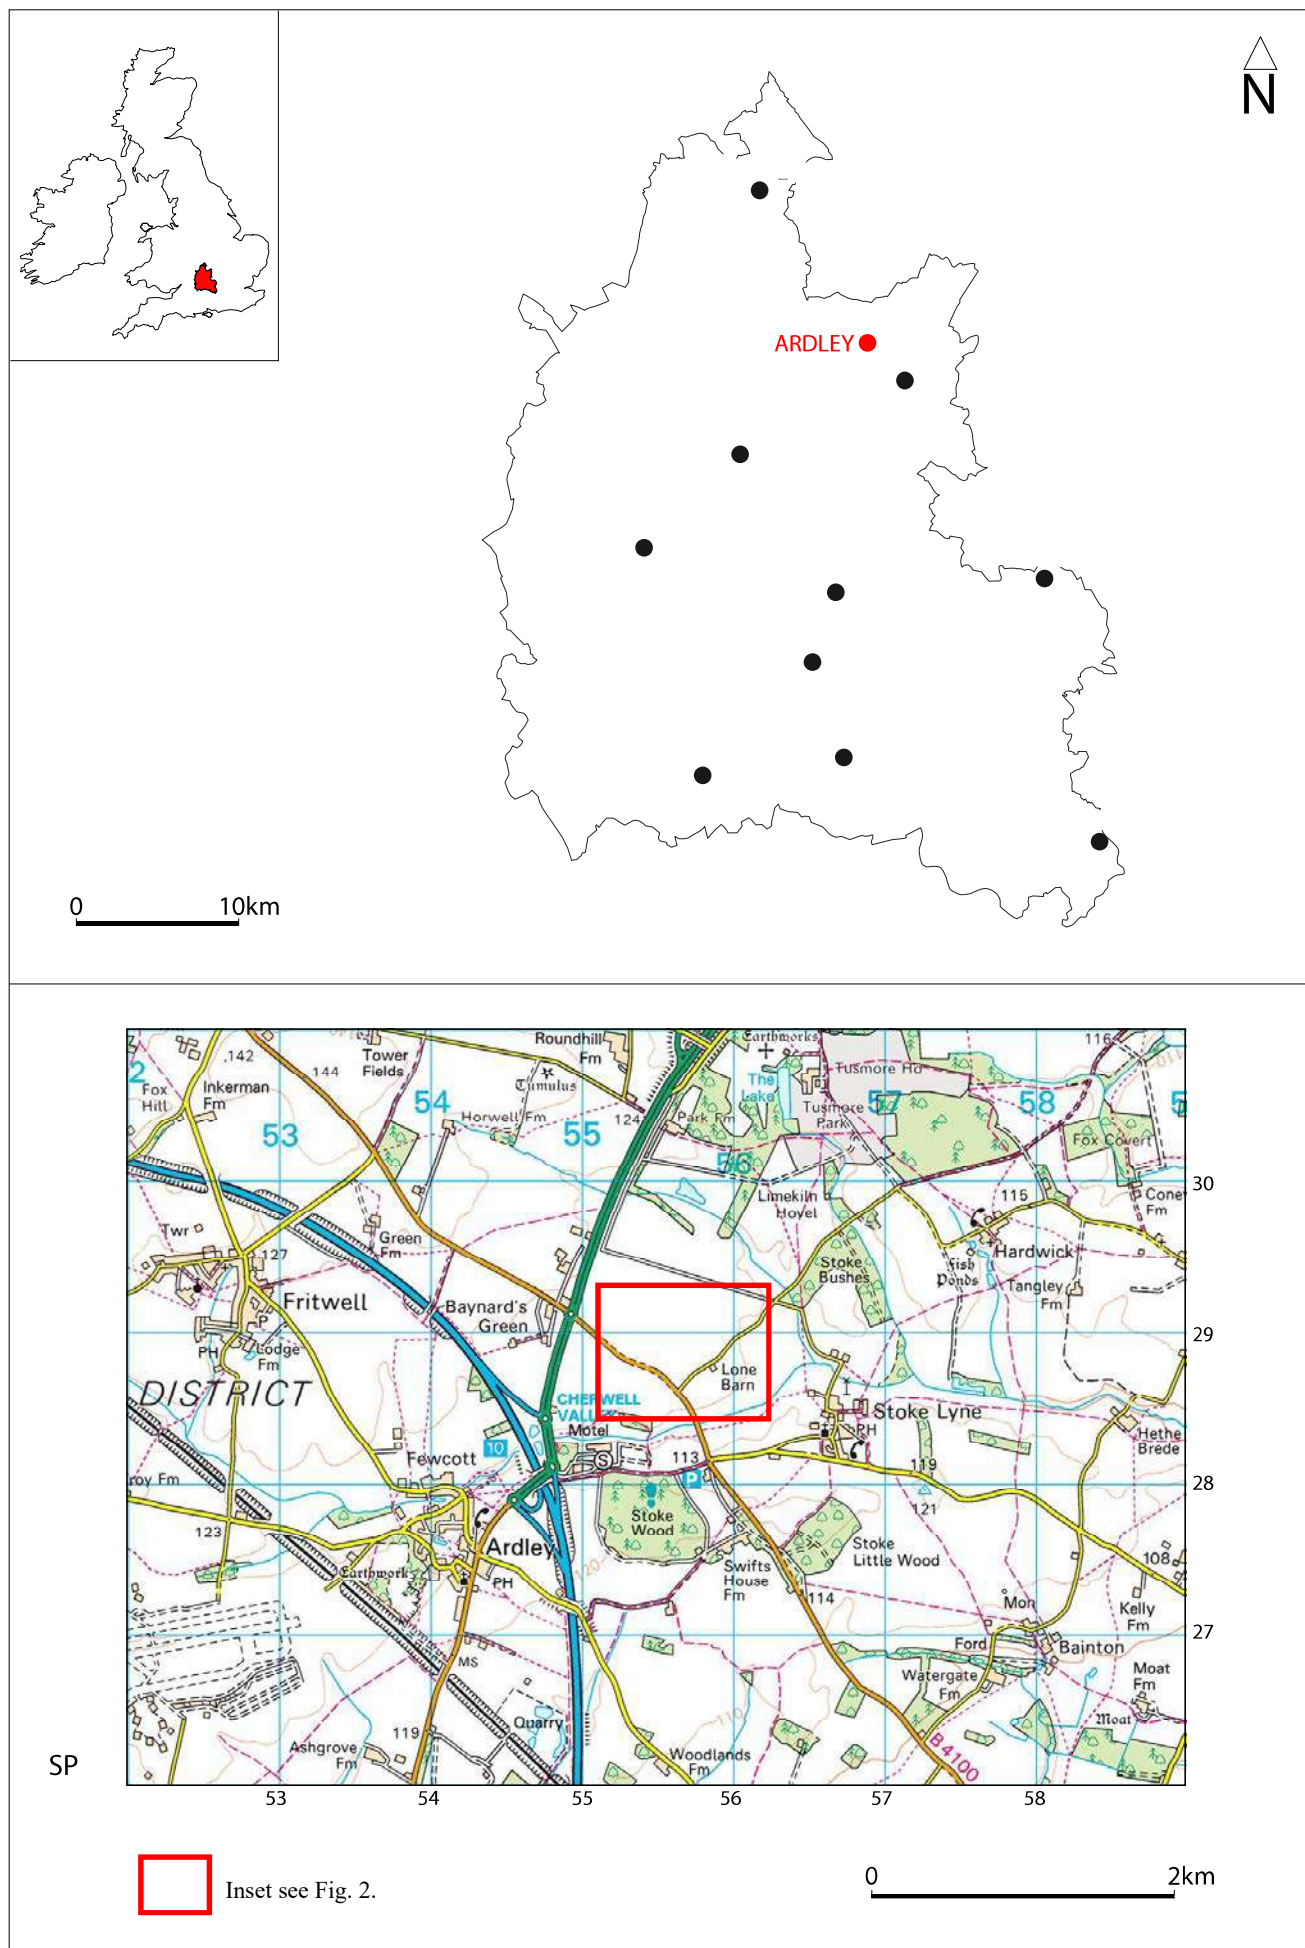 N
ARDLEY
0 10km
Roundhill
Fm
Earthworks
116
Tower
Fields
142
144
Tumulus
The
Lake
Tusmore Ho
Fox
Hill
Inkerman
Fm
54
Horwell Fm
124
Park Fm
Tusmore
Park
57
58
53
55
56
Fox Covert
30
Limekiln
Hovel
115
Twr
127
Green
Fm
Hardwick
Stoke
Bushes
Fish
Ponds
Tangley
Fm
Fritwell
Baynard's
Green
P
29
PH
Lodge
Fm
Lone
Barn
DISTRICT
CHERWELL
Motel
Stoke Lyne
PH
Hethe
Brede
Fewcott
10
S
113
P
119
28
121
123
Stoke
Wood
Ardley
Stoke
Little Wood
108
Earthwork
PH
Swifts
House
Fm
114
Mon
Kelly
Fm
27
Ford
Bainton
MS
Watergate
Fm
Moat
Fm
Quarry
Moat
119
110
Ashgrove
Fm
Woodlands
Fm
B4100
SP
53 54 55 56 57 58
Inset see Fig. 2.
0 2km